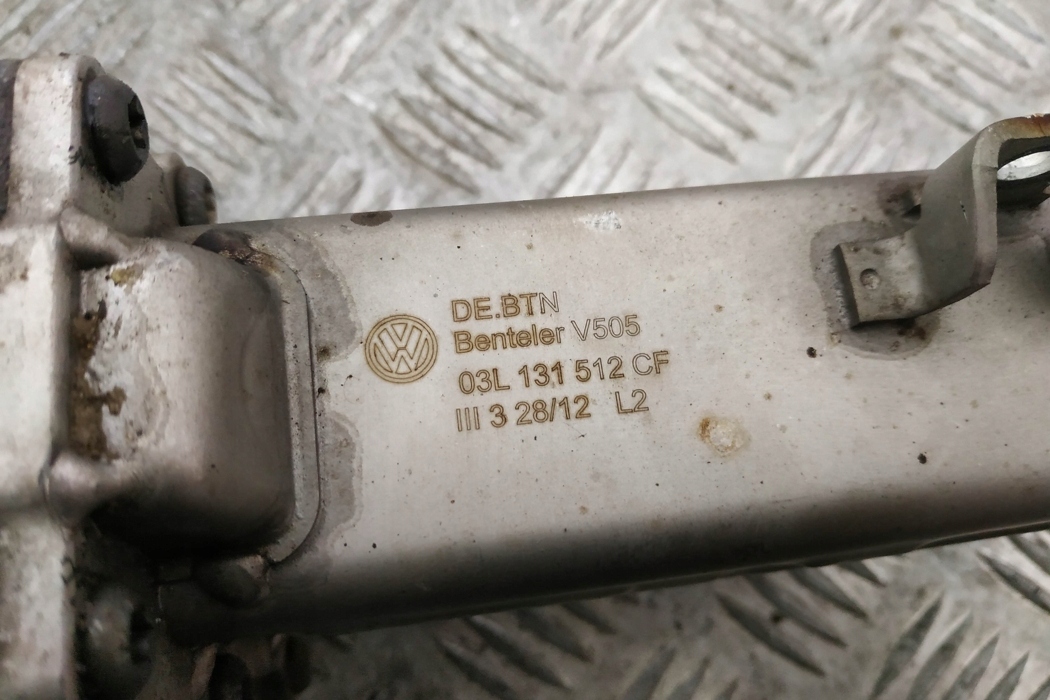 DE.BTN
Benteler V505
03L 131 512 CF
III 3 28/12 L2